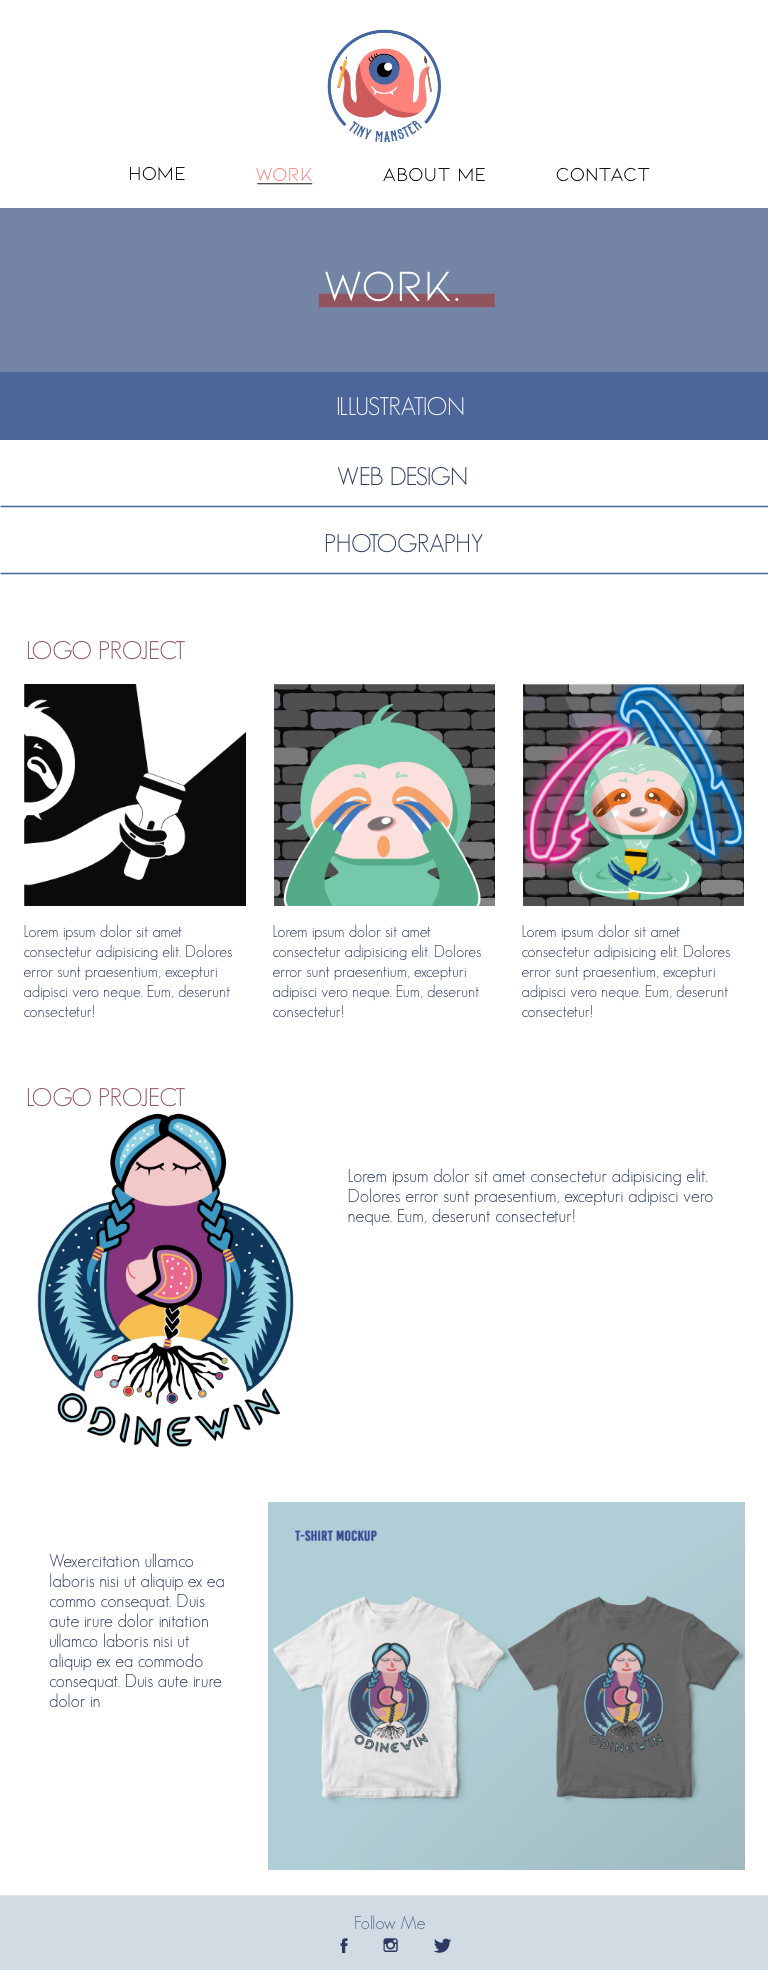 TINY MANSTER
HOME
WORK
ABOUT ME
CONTACT
WORK.
ILLUSTRATION
WEB DESIGN
PHOTOGRAPHY
LOGO PROJECT
Lorem ipsum dolor sit amet
consectetur adipisicing elit. Dolores
error sunt praesentium, excepturi
adipisci vero neque. Eum, deserunt
consectetur!
Lorem ipsum dolor sit amet
consectetur adipisicing elit. Dolores
error sunt praesentium, excepturi
adipisci vero neque. Eum, deserunt
consectetur!
Lorem ipsum dolor sit amet
consectetur adipisicing elit. Dolores
error sunt praesentium, excepturi
adipisci vero neque. Eum, deserunt
consectetur!
LOGO PROJECT
Lorem ipsum dolor sit amet consectetur adipisicing elit.
Dolores error sunt praesentium, excepturi adipisci vero
neque. Eum, deserunt consectetur!
ODINEWIN
Wexercitation ullamco
laboris nisi ut aliquip ex ea
commo consequat. Duis
aute irure dolor initation
ullamco laboris nisi ut
aliquip ex ea commodo
consequat. Duis aute irure
dolor in
T-SHIRT MOCKUP
ODINEWIN
ODINEWIN
Follow Me